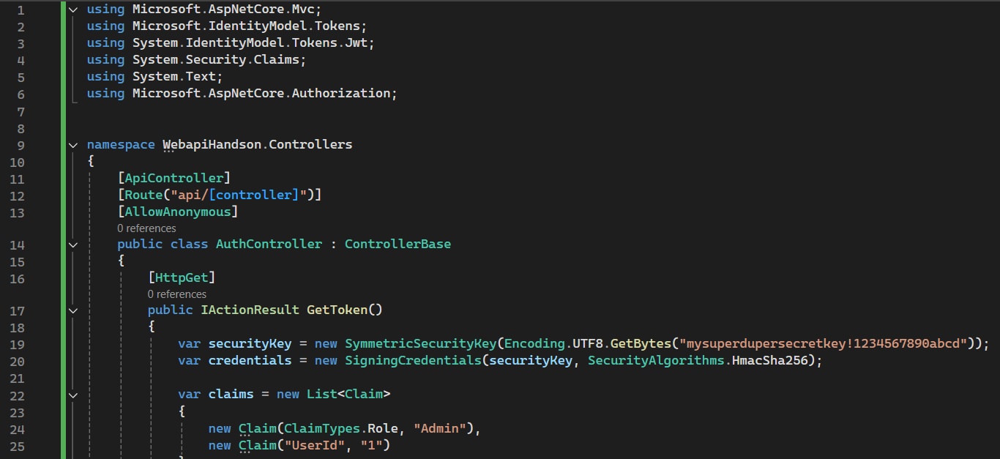 1 using Microsoft.AspNetCore.Mvc;
2 using Microsoft.IdentityModel.Tokens;
3 using System.IdentityModel.Tokens.Jwt;
4 using System.Security.Claims;
5 using System.Text;
6 using Microsoft.AspNetCore.Authorization;
7
8
9 namespace WebapiHandson.Controllers
10 {
11 [ApiController]
12 [Route("api/[controller]")]
13 [AllowAnonymous]
0 references
14 public class AuthController : ControllerBase
15 {
16 [HttpGet]
0 references
17 public IActionResult GetToken()
18 {
19 var securityKey = new SymmetricSecurityKey(Encoding.UTF8.GetBytes("mysuperdupersecretkey!1234567890abcd"));
20 var credentials = new SigningCredentials(securityKey, SecurityAlgorithms.HmacSha256);
21
22 var claims = new List<Claim>
23 {
24 new Claim(ClaimTypes.Role, "Admin"),
25 new Claim("UserId", "1")